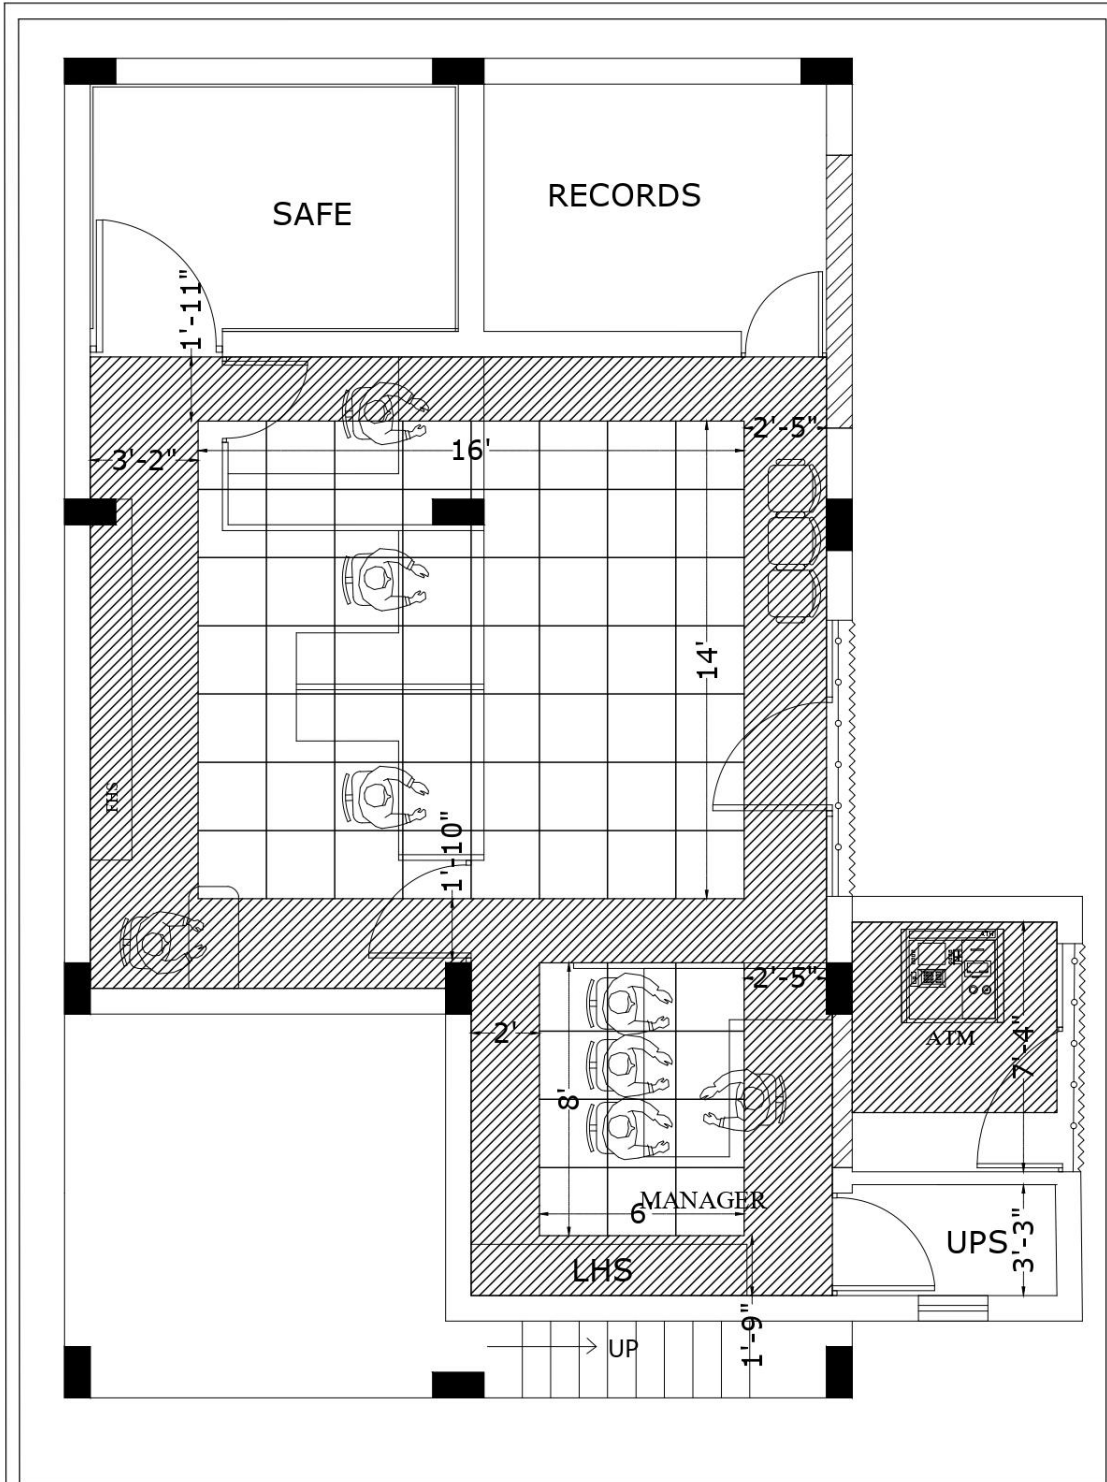 SAFE
RECORDS
1'-11"
2'-5"
3'-2"
16'
14'
FHS
1'-10"
ATM
2'-5"
2'
ATM
7'-4"
8'
MANAGER
6
UPS
3'-3"
LHS
1'-9"
UP